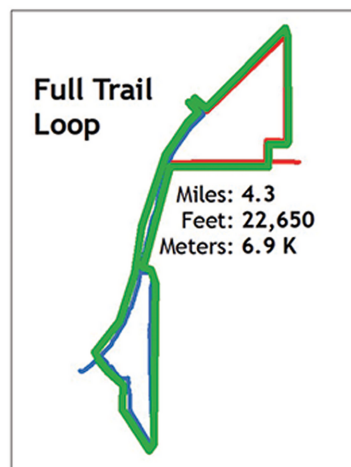 Full Trail
Loop
Miles: 4.3
Feet: 22,650
Meters: 6.9 K